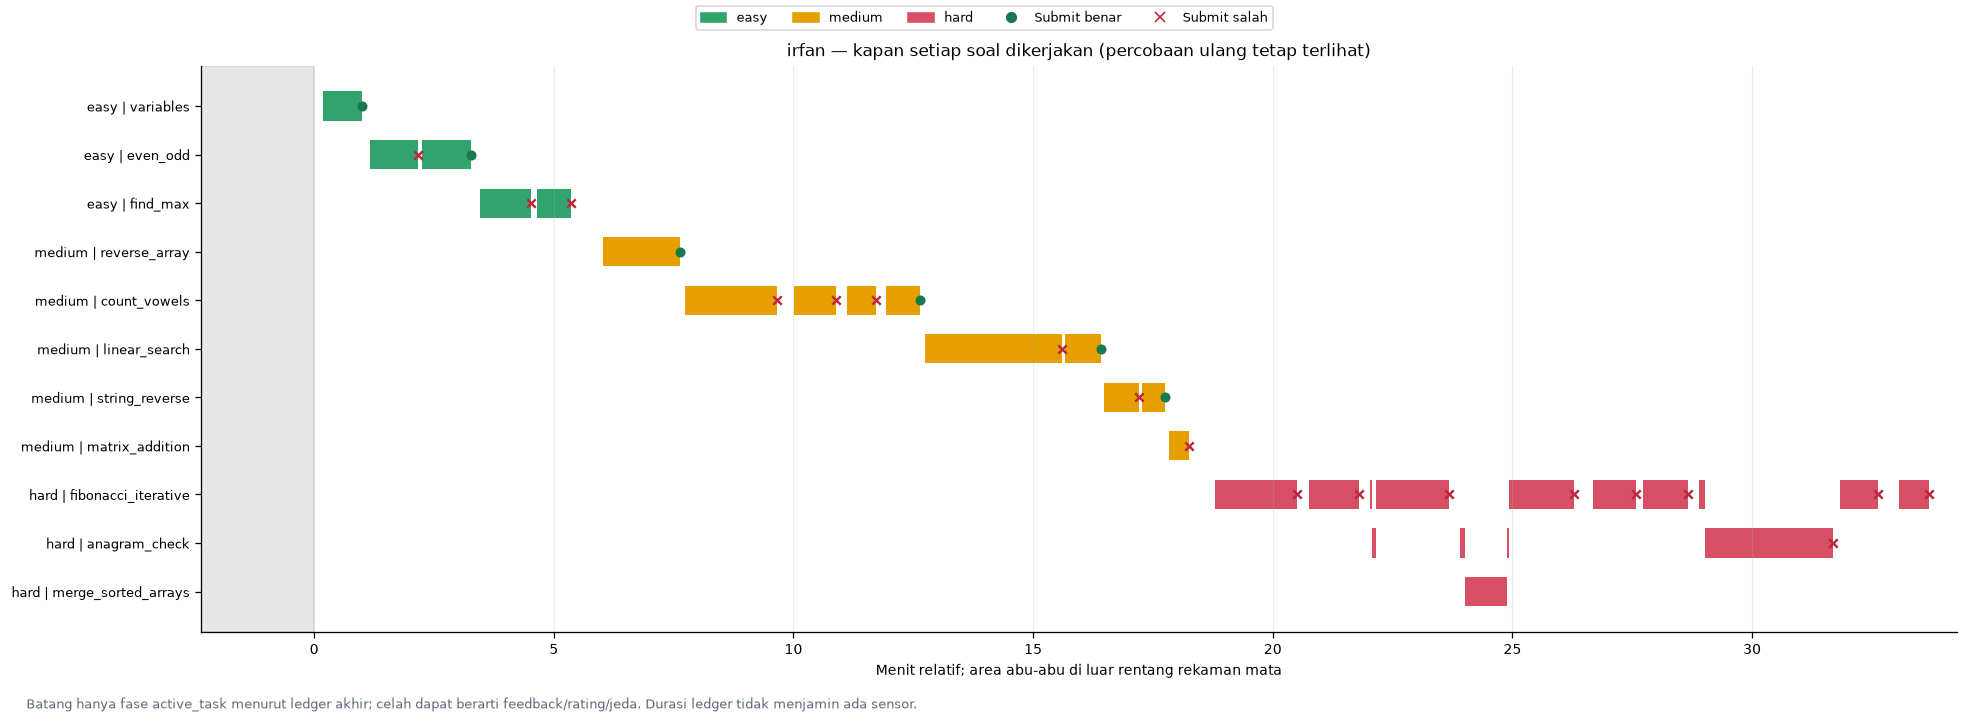 easy  medium  hard  Submit benar  Submit salah
irfan — kapan setiap soal dikerjakan (percobaan ulang tetap terlihat)
easy | variables
easy | even_odd
easy | find_max
medium | reverse_array
medium | count_vowels
medium | linear_search
medium | string_reverse
medium | matrix_addition
hard | fibonacci_iterative
hard | anagram_check
hard | merge_sorted_arrays
0  5  10  15  20  25  30
Menit relatif; area abu-abu di luar rentang rekaman mata
Batang hanya fase active_task menurut ledger akhir; celah dapat berarti feedback/rating/jeda. Durasi ledger tidak menjamin ada sensor.